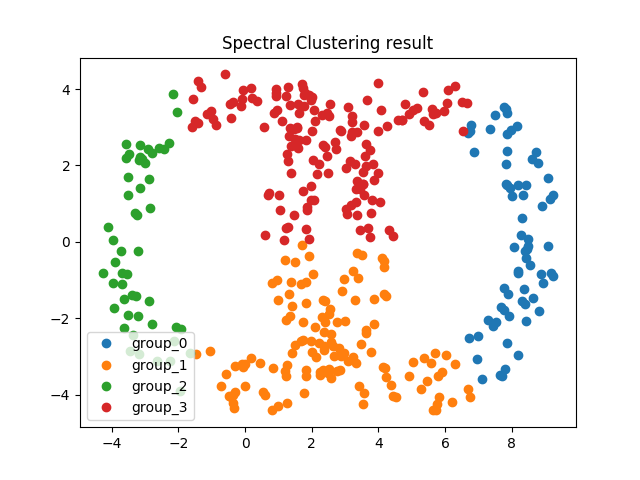 Spectral Clustering result
4
2
0
−2
−4
group_0
group_1
group_2
group_3
−4 −2 0 2 4 6 8